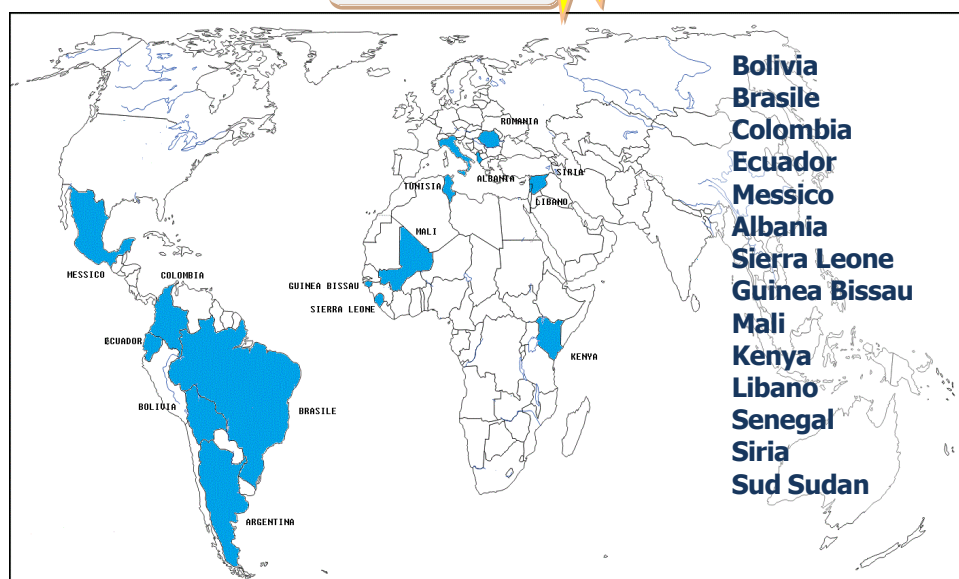 Bolivia
Brasile
Colombia
Ecuador
Messico
Albania
Sierra Leone
Guinea Bissau
Mali
Kenya
Libano
Senegal
Siria
Sud Sudan
ROMANIA
SIRIA
ALBANIA
TUNISIA
LIBANO
MALI
MESSICO
COLOMBIA
GUINEA BISSAU
SIERRA LEONE
ECUADOR
KENYA
BOLIVIA
BRASILE
ARGENTINA